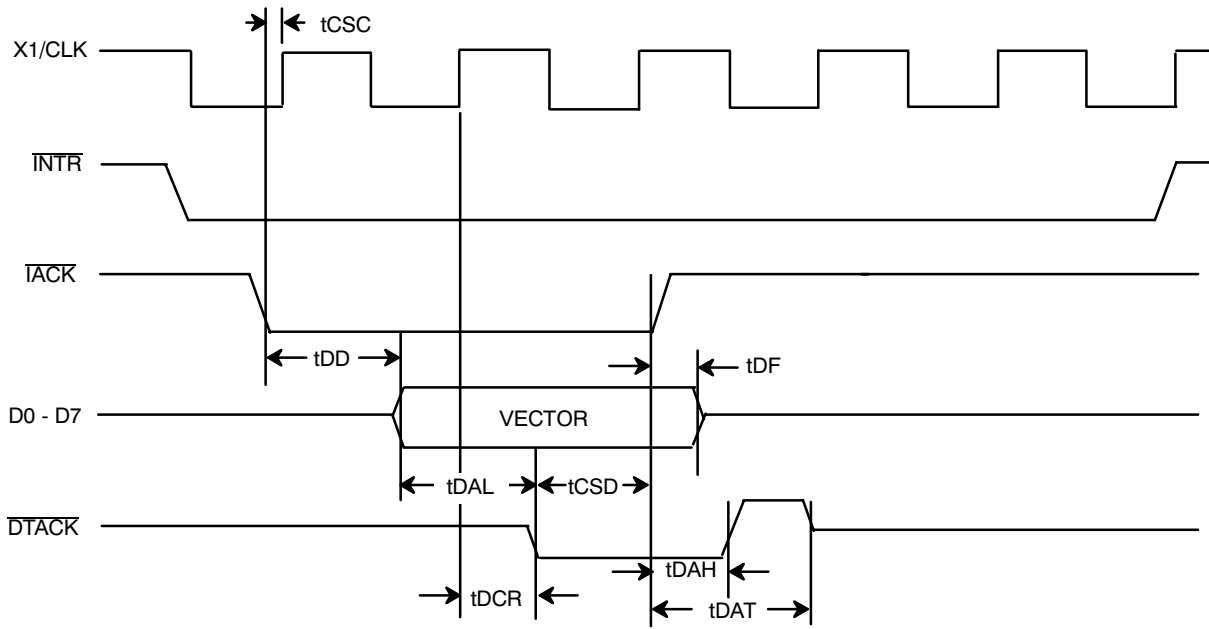 tCSC
X1/CLK
INTR
IACK
tDD
tDF
D0 - D7
VECTOR
tDAL
tCSD
DTACK
tDAH
tDCR
tDAT